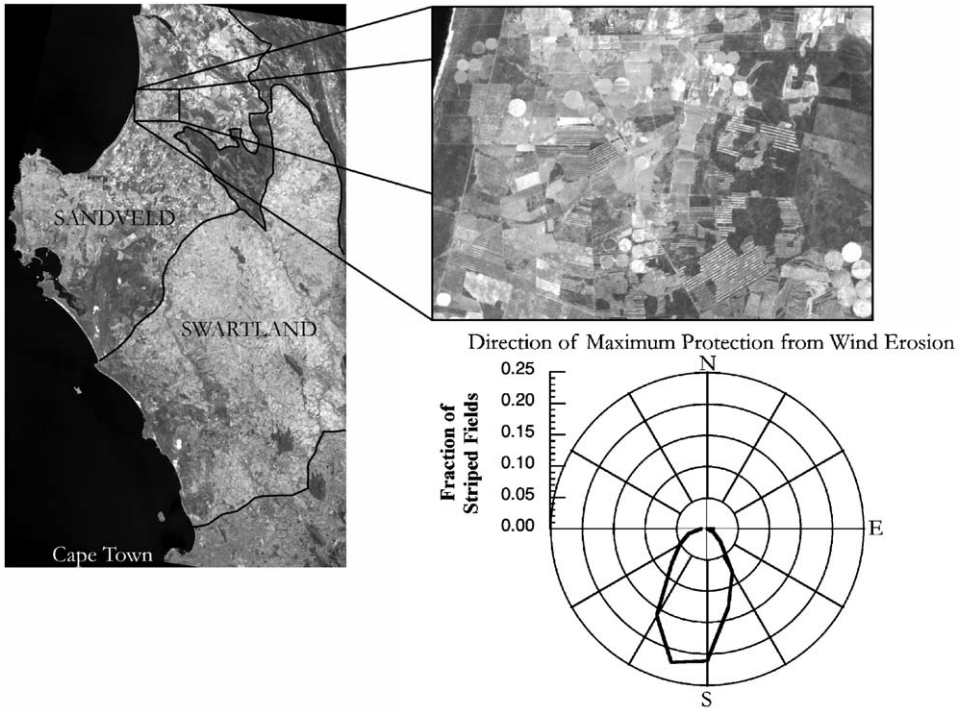 SANDVELD
SWARTLAND
Cape Town
Direction of Maximum Protection from Wind Erosion
N
0.25
0.20
0.15
0.10
0.05
0.00
Fraction of
Striped Fields
E
S